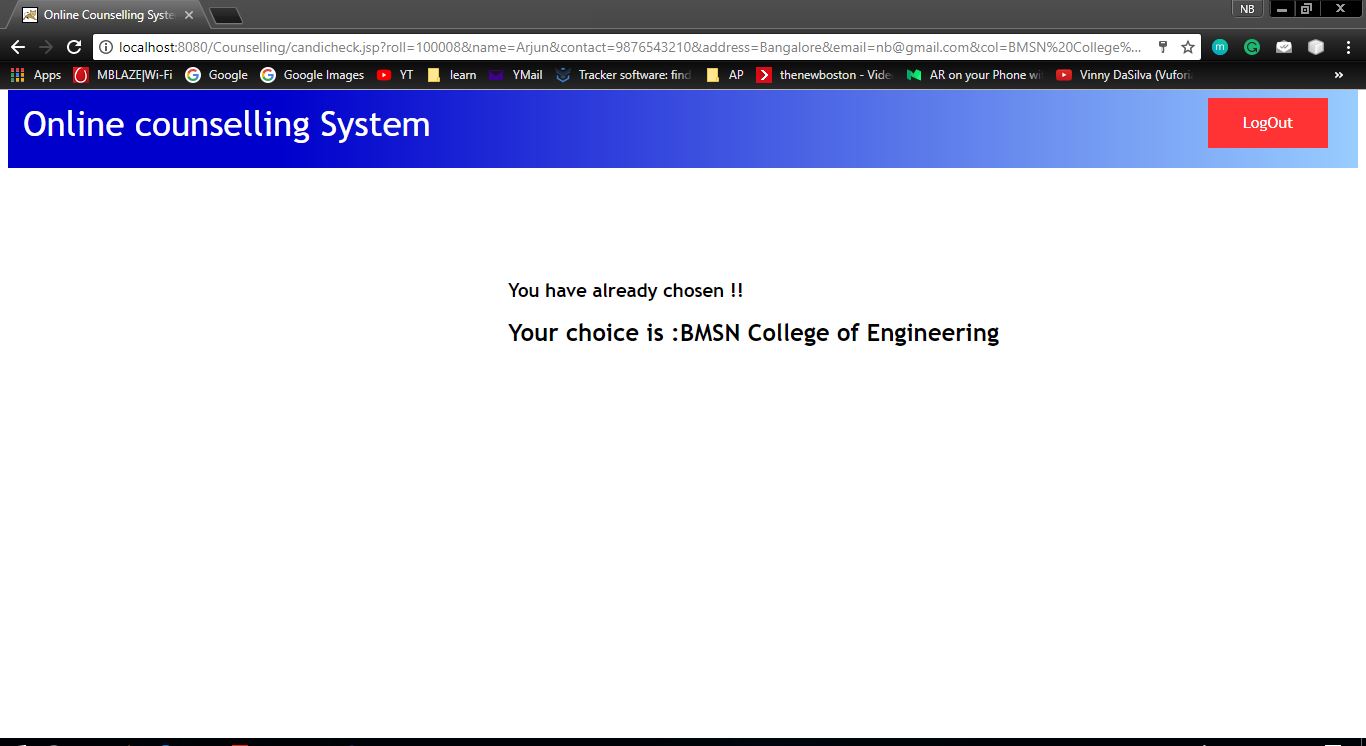 Online Counselling Syste
NB
localhost:8080/Counselling/candicheck.jsp?roll=100008&name=Arjun&contact=9876543210&address=Bangalore&email=nb@gmail.com&col=BMSN%20College%...
Apps MBLAZE|Wi-Fi Google Google Images YT learn YMail Tracker software: find AP thenewboston - Vide AR on your Phone wi Vinny DaSilva (Vufori »
Online counselling System
LogOut
You have already chosen !!
Your choice is :BMSN College of Engineering